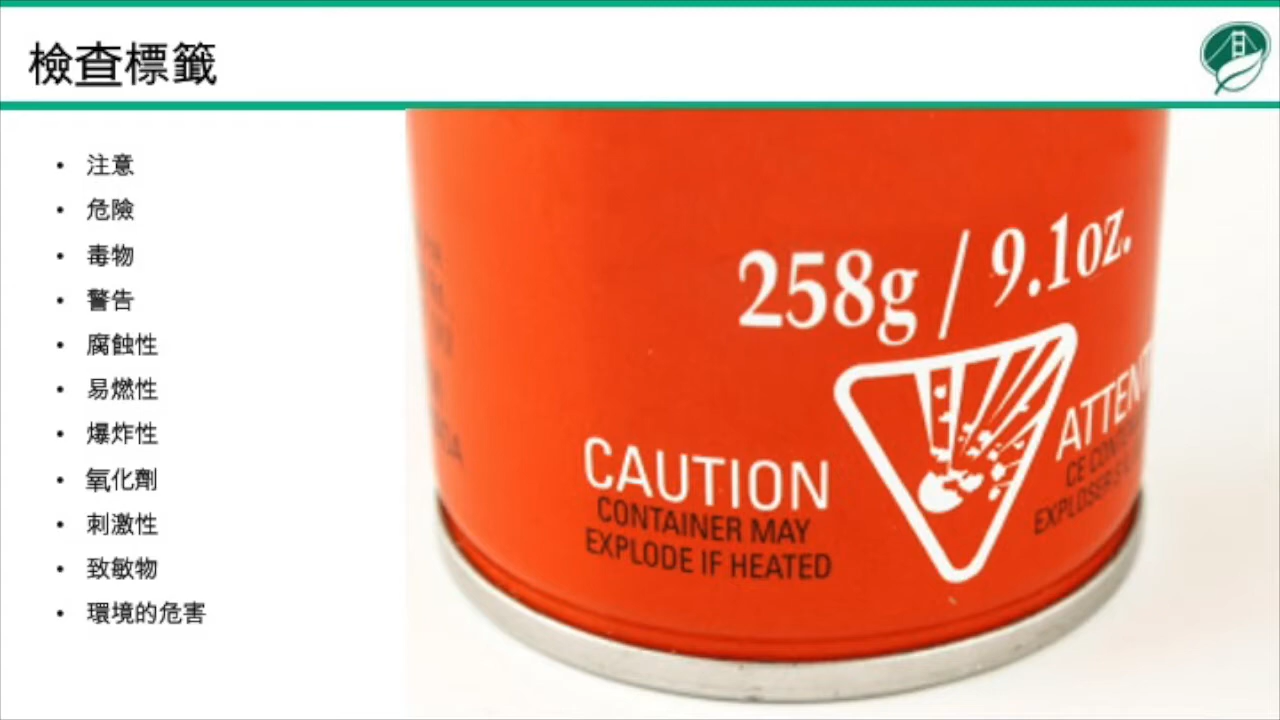 檢查標籤
注意
危險
毒物
警告
腐蝕性
易燃性
爆炸性
氧化劑
刺激性
致敏物
環境的危害
258g / 9.1oz.
CAUTION
CONTAINER MAY
EXPLODE IF HEATED